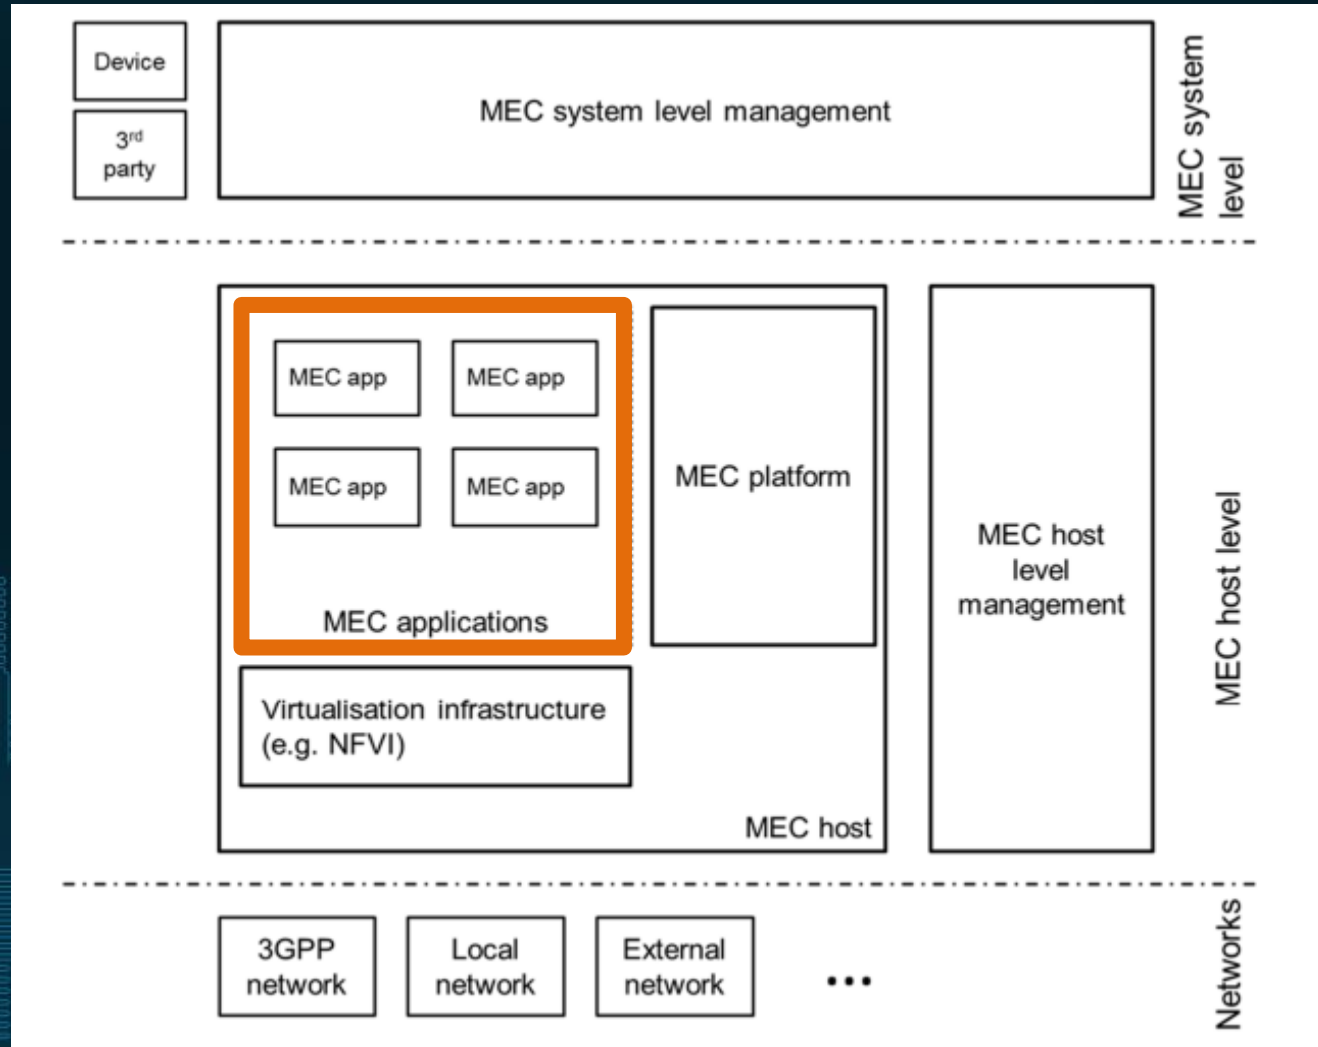 Device
3rd
party
MEC system level management
MEC system
level
MEC app
MEC app
MEC app
MEC app
MEC applications
MEC platform
Virtualisation infrastructure
(e.g. NFVI)
MEC host
MEC host
level
management
MEC host level
3GPP
network
Local
network
External
network
...
Networks